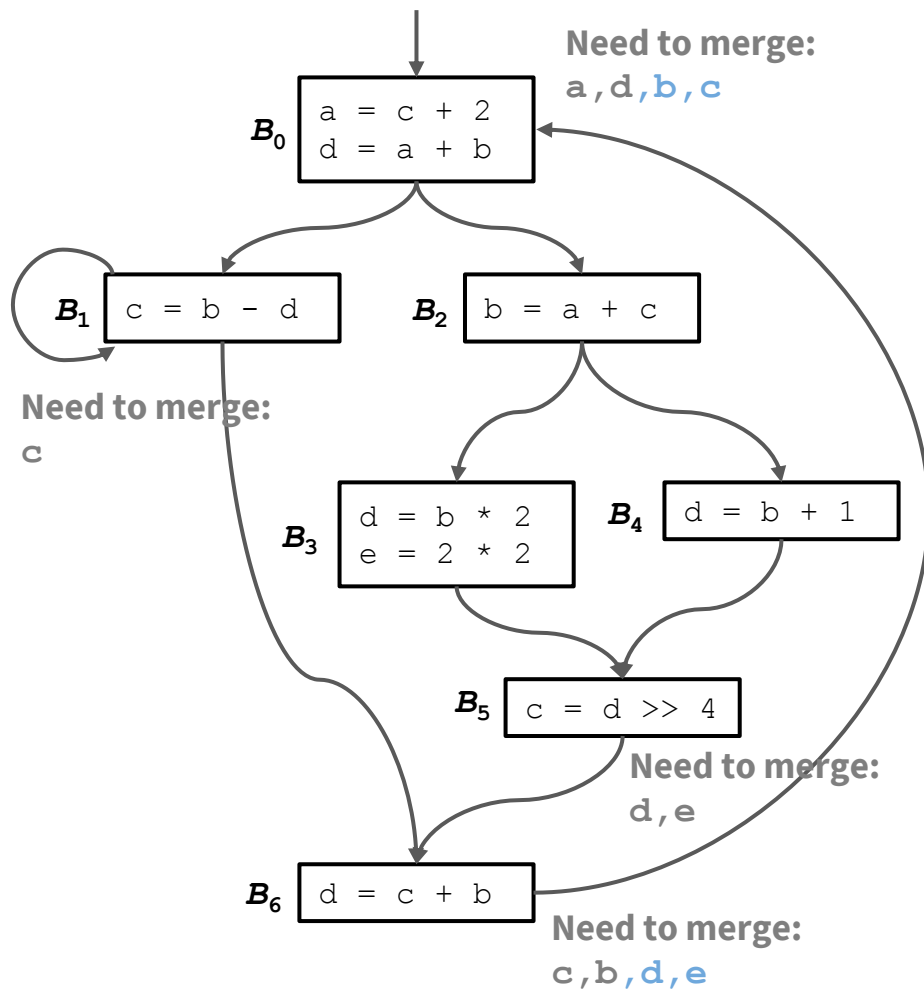 Need to merge:
a,d,b,c
B0
a = c + 2
d = a + b
B1
c = b - d
B2
b = a + c
Need to merge:
c
B3
d = b * 2
e = 2 * 2
B4
d = b + 1
B5
c = d >> 4
Need to merge:
d,e
B6
d = c + b
Need to merge:
c,b,d,e